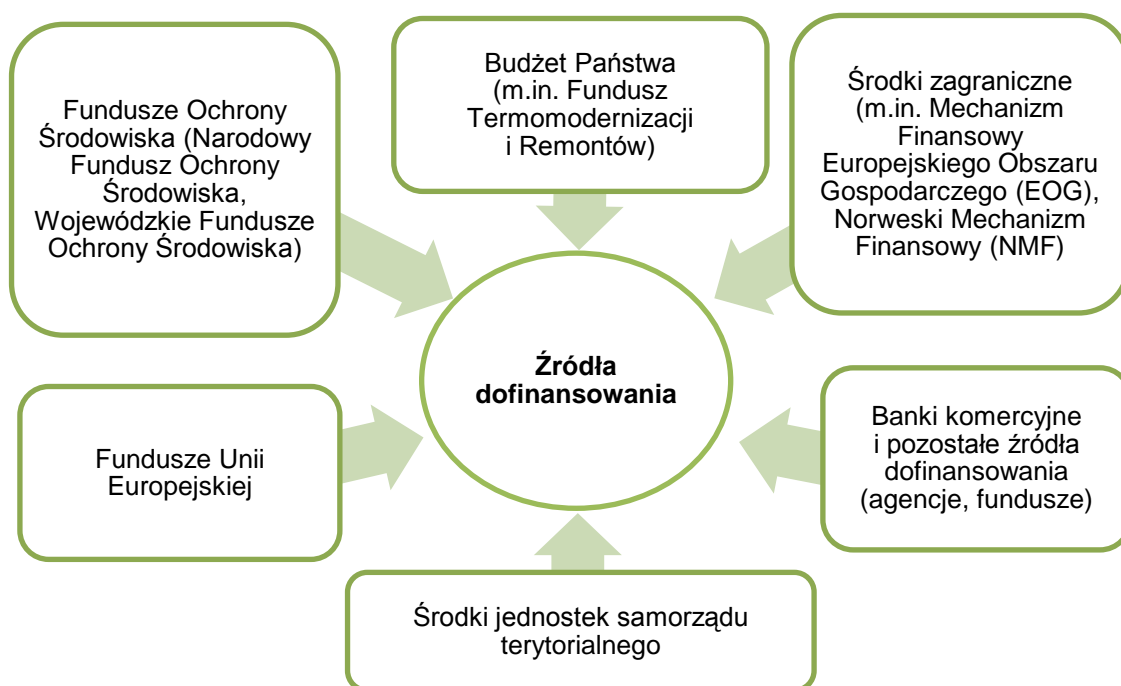 Fundusze Ochrony
Środowiska (Narodowy
Fundusz Ochrony
Środowiska,
Wojewódzkie Fundusze
Ochrony Środowiska)
Budżet Państwa
(m.in. Fundusz
Termomodernizacji
i Remontów)
Środki zagraniczne
(m.in. Mechanizm
Finansowy
Europejskiego Obszaru
Gospodarczego (EOG),
Norweski Mechanizm
Finansowy (NMF)
Źródła
dofinansowania
Fundusze Unii
Europejskiej
Banki komercyjne
i pozostałe źródła
dofinansowania
(agencje, fundusze)
Środki jednostek samorządu
terytorialnego